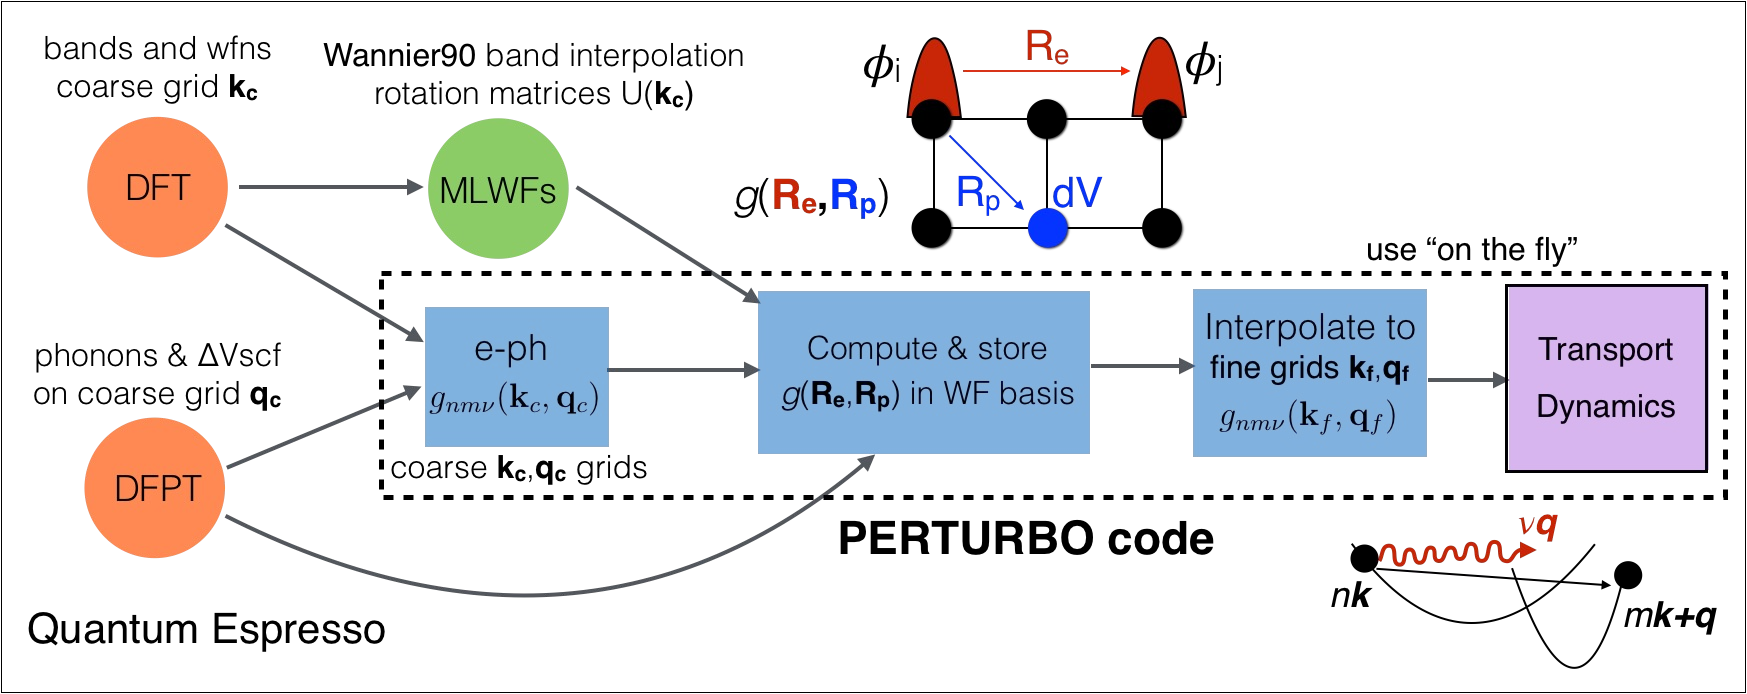 bands and wfns
coarse grid kc
DFT
Wannier90 band interpolation
rotation matrices U(kc)
MLWFs
ϕi
Re
ϕj
g(Re,Rp)
Rp
dV
use “on the fly”
phonons & ΔVscf
on coarse grid qc
DFPT
e-ph
gnmν(kc, qc)
coarse kc,qc grids
Compute & store
g(Re,Rp) in WF basis
Interpolate to
fine grids kf,qf
gnmν(kf, qf)
Transport
Dynamics
PERTURBO code
Quantum Espresso
νq
nk
mk+q